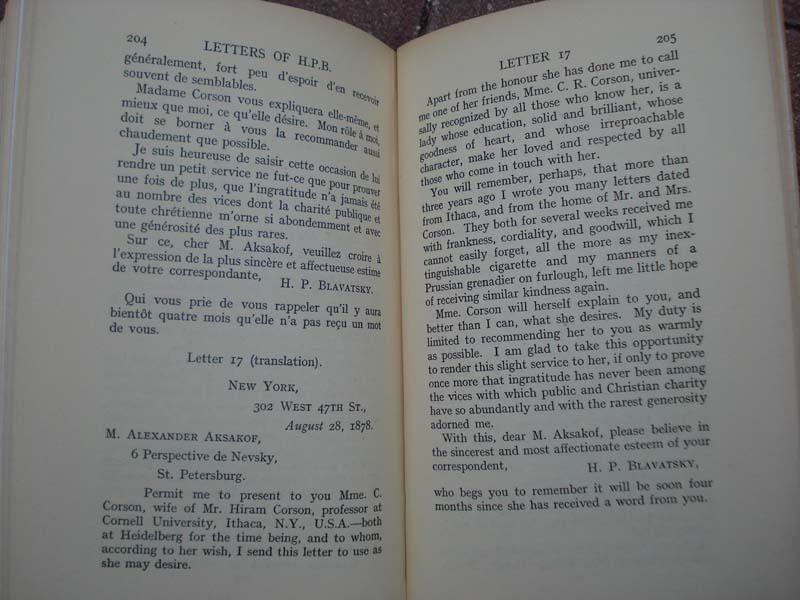 204
LETTERS OF H.P.B.
généralement, fort peu d'espoir d'en recevoir
souvent de semblables.
Madame Corson vous expliquera elle-même, et
mieux que moi, ce qu'elle désire. Mon rôle à moi,
doit se borner à vous la recommander aussi
chaudement que possible.
Je suis heureuse de saisir cette occasion de lui
rendre un petit service ne fut-ce que pour prouver
une fois de plus, que l'ingratitude n'a jamais été
au nombre des vices dont la charité publique et
toute chrétienne m'orne si abondemment et avec
une générosité des plus rares.
Sur ce, cher M. Aksakof, veuillez croire à
l'expression de la plus sincère et affectueuse estime
de votre correspondante,
H. P. BLAVATSKY.
Qui vous prie de vous rappeler qu'il y aura
bientôt quatre mois qu'elle n'a pas reçu un mot
de vous.
Letter 17 (translation).
NEW YORK,
302 WEST 47TH ST.,
August 28, 1878.
M. ALEXANDER AKSAKOF,
6 Perspective de Nevsky,
St. Petersburg.
Permit me to present to you Mme. C.
Corson, wife of Mr. Hiram Corson, professor at
Cornell University, Ithaca, N.Y., U.S.A.—both
at Heidelberg for the time being, and to whom,
according to her wish, I send this letter to use as
she may desire.
LETTER 17
205
Apart from the honour she has done me to call
me one of her friends, Mme. C. R. Corson, univer-
sally recognized by all those who know her, is a
lady whose education, solid and brilliant, whose
goodness of heart, and whose irreproachable
character, make her loved and respected by all
those who come in touch with her.
You will remember, perhaps, that more than
three years ago I wrote you many letters dated
from Ithaca, and from the home of Mr. and Mrs.
Corson. They both for several weeks received me
with frankness, cordiality, and goodwill, which I
cannot easily forget, all the more as my inex-
tinguishable cigarette and my manners of a
Prussian grenadier on furlough, left me little hope
of receiving similar kindness again.
Mme. Corson will herself explain to you, and
better than I can, what she desires. My duty is
limited to recommending her to you as warmly
as possible. I am glad to take this opportunity
to render this slight service to her, if only to prove
once more that ingratitude has never been among
the vices with which public and Christian charity
have so abundantly and with the rarest generosity
adorned me.
With this, dear M. Aksakof, please believe in
the sincerest and most affectionate esteem of your
correspondent,
H. P. BLAVATSKY,
who begs you to remember it will be soon four
months since she has received a word from you.